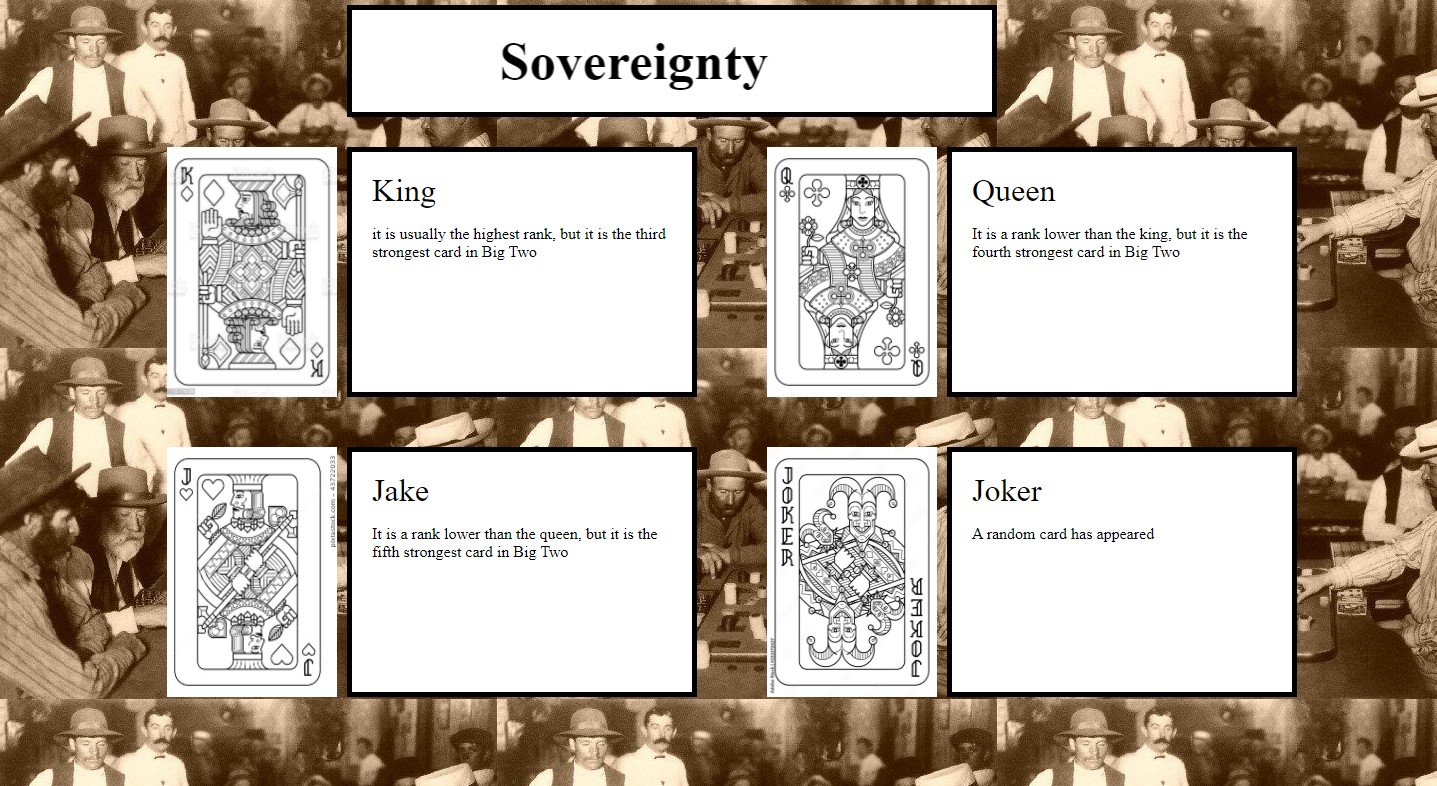 Sovereignty
K
King
it is usually the highest rank, but it is the third
strongest card in Big Two
K
Q
Queen
It is a rank lower than the king, but it is the
fourth strongest card in Big Two
Q
J
pixtastock.com - 43722033
Jake
It is a rank lower than the queen, but it is the
fifth strongest card in Big Two
J
JOKER
Joker
A random card has appeared
JOKER